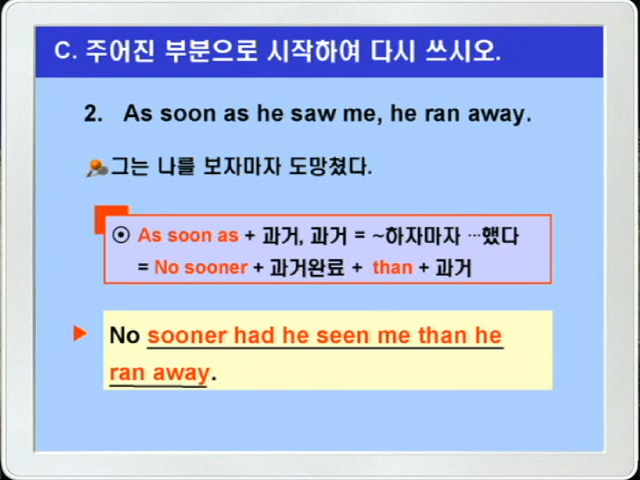 C. 주어진 부분으로 시작하여 다시 쓰시오.
2. As soon as he saw me, he ran away.
그는 나를 보자마자 도망쳤다.
⊙ As soon as + 과거, 과거 = ~하자마자 …했다
= No sooner + 과거완료 + than + 과거
No sooner had he seen me than he
ran away.